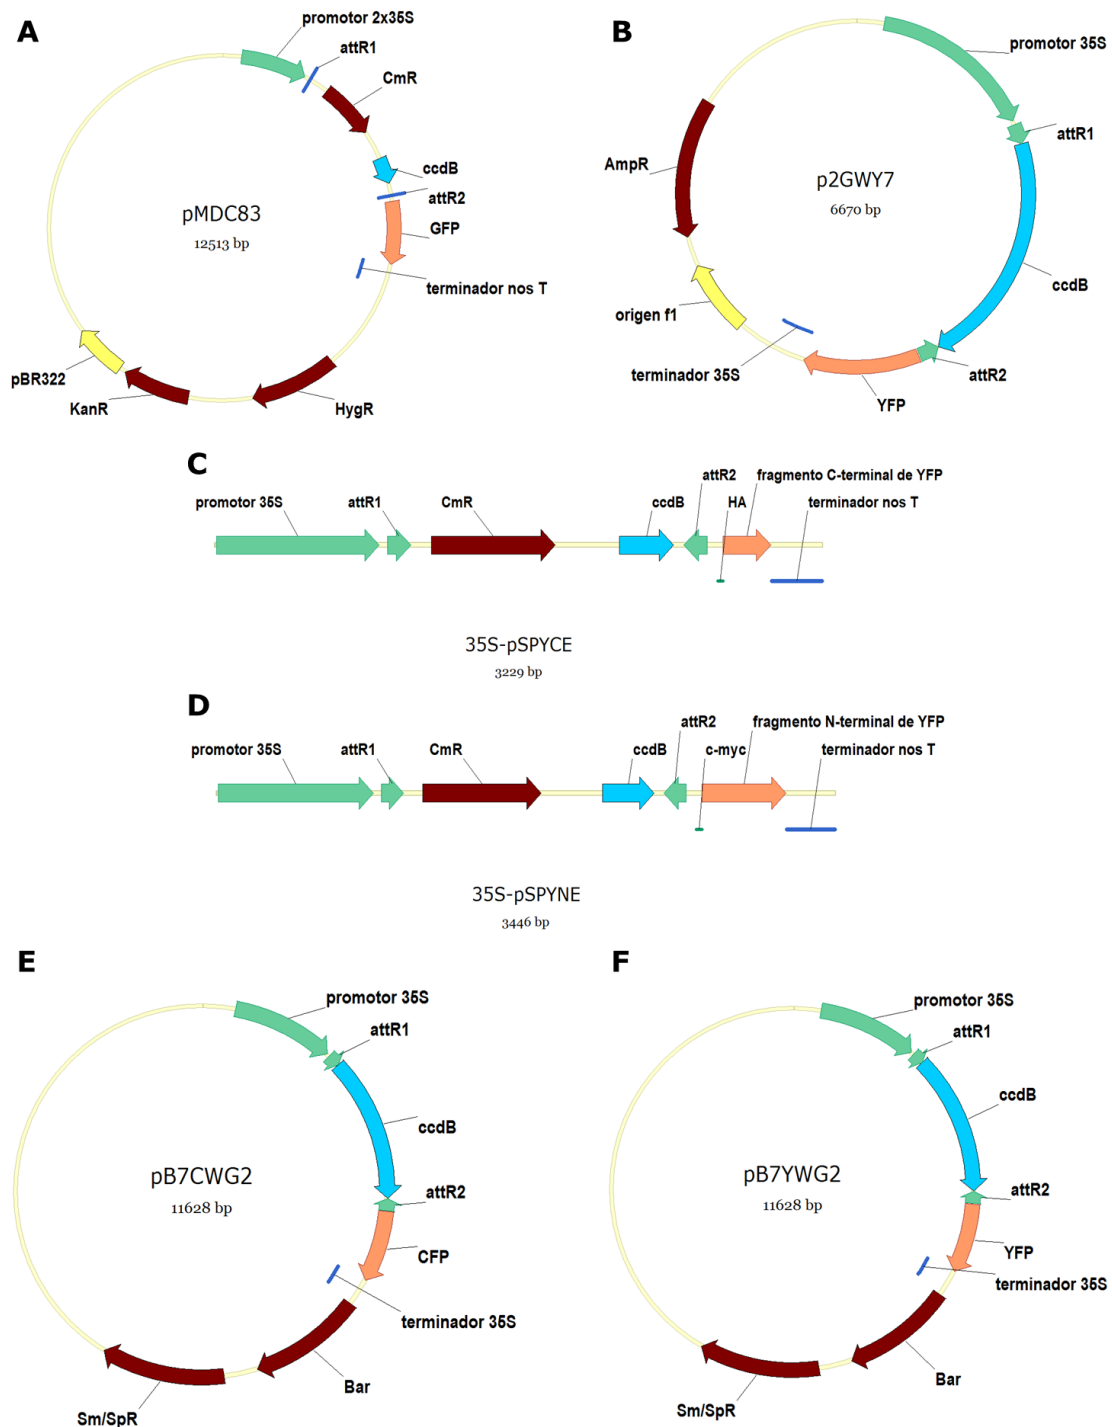 A
promotor 2x35S
attR1
CmR
ccdB
attR2
GFP
terminador nos T
HygR
KanR
pBR322
pMDC83
12513 bp
B
promotor 35S
attR1
ccdB
attR2
YFP
terminador 35S
origen f1
AmpR
p2GWY7
6670 bp
C
promotor 35S
attR1
CmR
ccdB
attR2
HA
fragmento C-terminal de YFP
terminador nos T
35S-pSPYCE
3229 bp
D
promotor 35S
attR1
CmR
ccdB
attR2
c-myc
fragmento N-terminal de YFP
terminador nos T
35S-pSPYNE
3446 bp
E
promotor 35S
attR1
ccdB
attR2
CFP
terminador 35S
Bar
Sm/SpR
pB7CWG2
11628 bp
F
promotor 35S
attR1
ccdB
attR2
YFP
terminador 35S
Bar
Sm/SpR
pB7YWG2
11628 bp